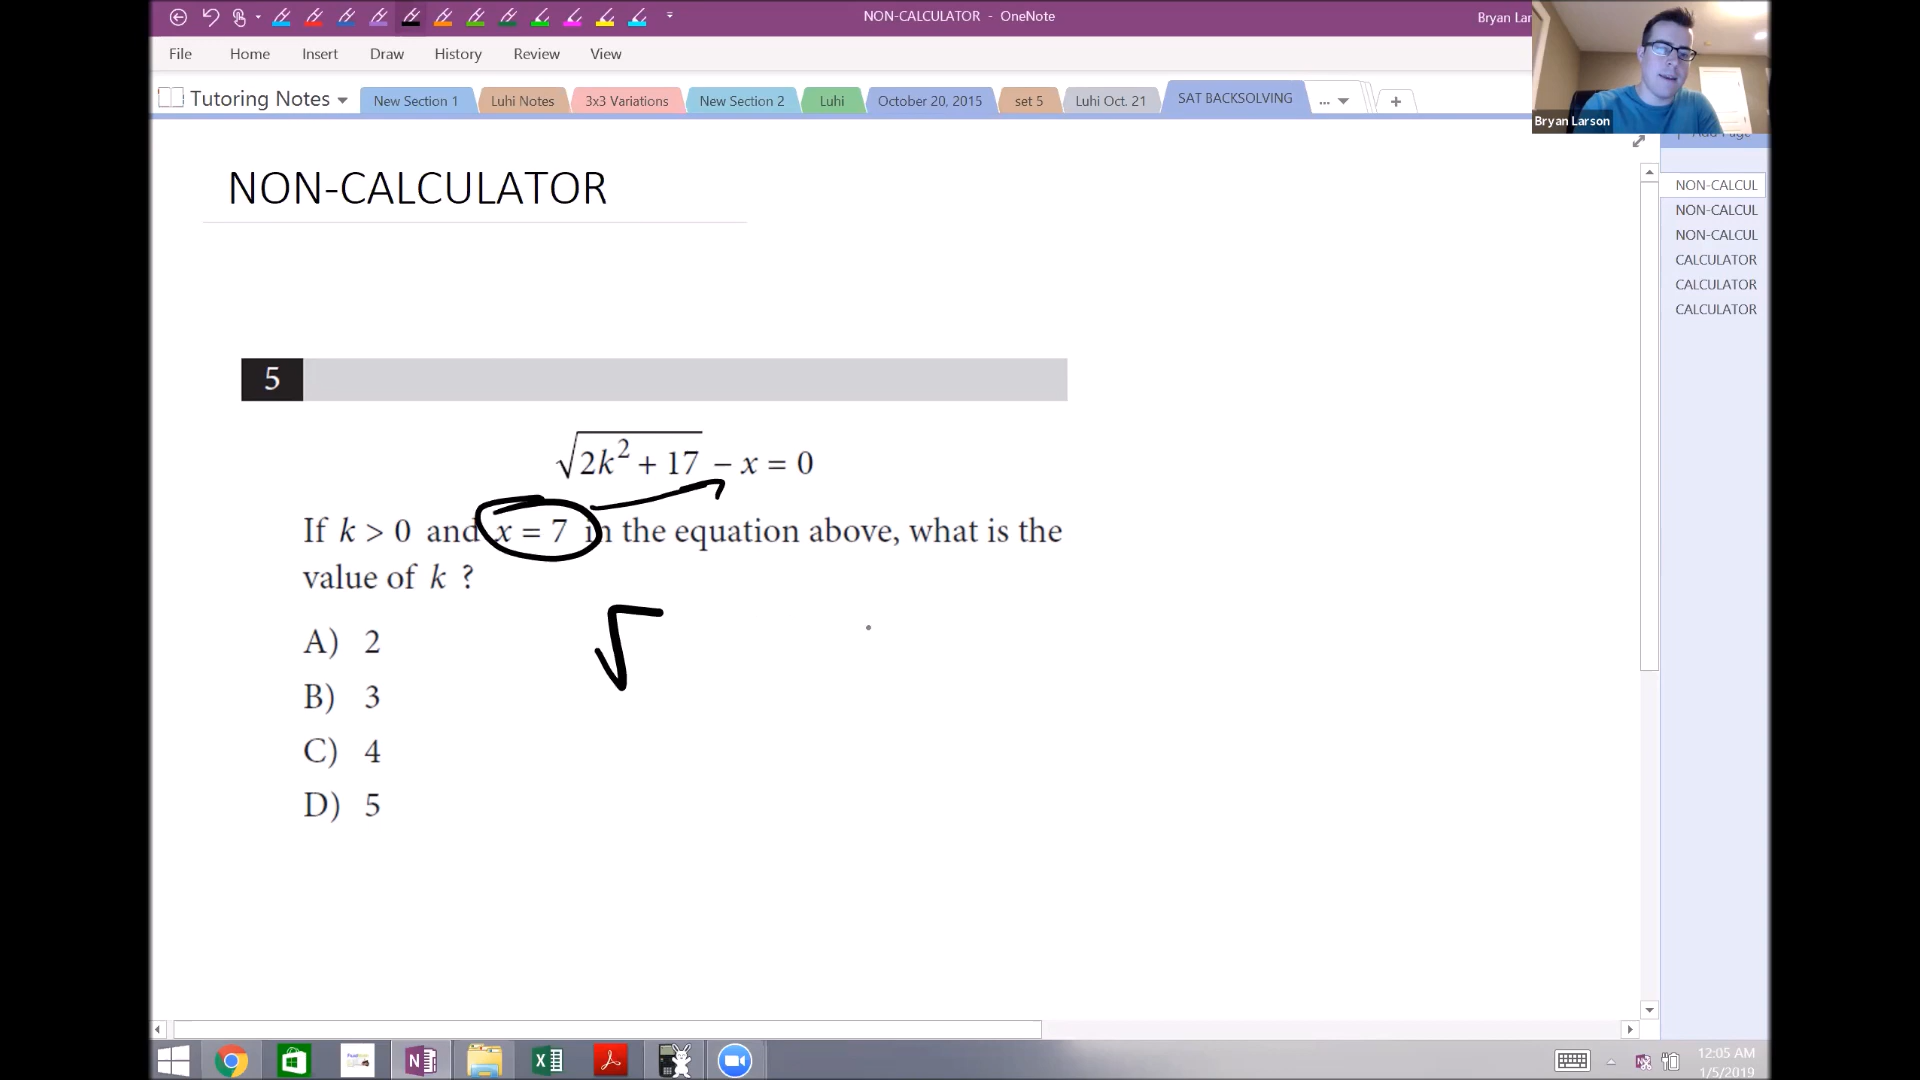 NON-CALCULATOR - OneNote
Bryan Lar
File Home Insert Draw History Review View
Tutoring Notes
New Section 1 Luhi Notes 3x3 Variations New Section 2 Luhi October 20, 2015 set 5 Luhi Oct. 21 SAT BACKSOLVING ... +
Bryan Larson
Add Page
NON-CALCUL
NON-CALCUL
NON-CALCUL
CALCULATOR
CALCULATOR
CALCULATOR
NON-CALCULATOR
5
√2k² + 17 − x = 0
If k > 0 and x = 7 in the equation above, what is the
value of k ?
√
A) 2
B) 3
C) 4
D) 5
12:05 AM
1/5/2019